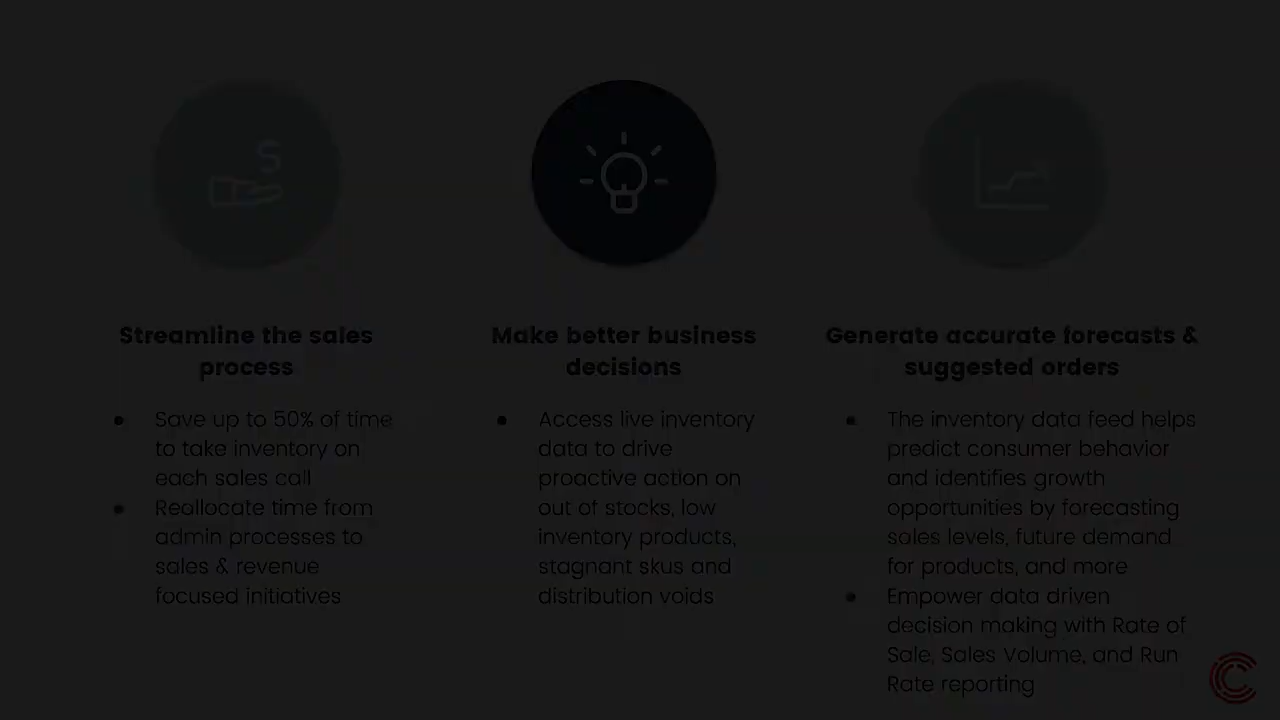 Streamline the sales
process
● Save up to 50% of time
to take inventory on
each sales call
● Reallocate time from
admin processes to
sales & revenue
focused initiatives
Make better business
decisions
● Access live inventory
data to drive
proactive action on
out of stocks, low
inventory products,
stagnant skus and
distribution voids
Generate accurate forecasts &
suggested orders
● The inventory data feed helps
predict consumer behavior
and identifies growth
opportunities by forecasting
sales levels, future demand
for products, and more
● Empower data driven
decision making with Rate of
Sale, Sales Volume, and Run
Rate reporting